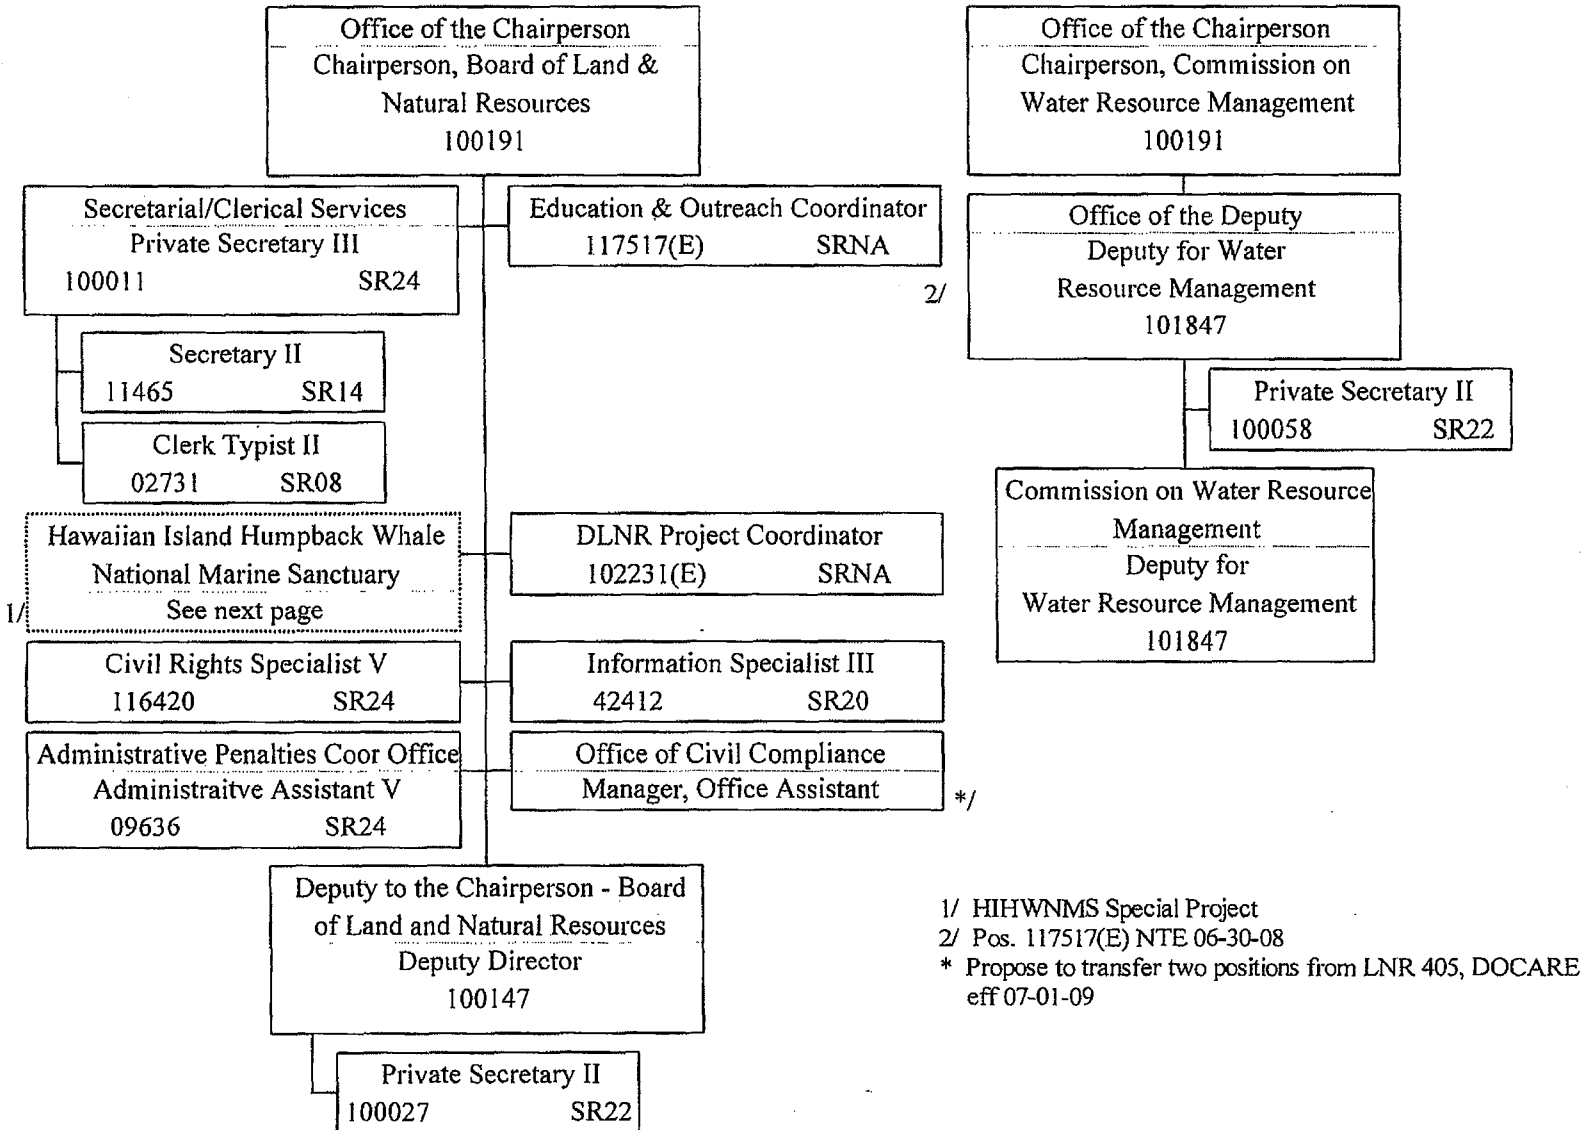 Office of the Chairperson
Chairperson, Board of Land &
Natural Resources
100191
Secretarial/Clerical Services
Private Secretary III
100011 SR24
Education & Outreach Coordinator
117517(E) SRNA
2/
Secretary II
11465 SR14
Clerk Typist II
02731 SR08
Hawaiian Island Humpback Whale
National Marine Sanctuary
See next page
1/
DLNR Project Coordinator
102231(E) SRNA
Civil Rights Specialist V
116420 SR24
Information Specialist III
42412 SR20
Administrative Penalties Coor Office
Administraitve Assistant V
09636 SR24
Office of Civil Compliance
Manager, Office Assistant
*/
Deputy to the Chairperson - Board
of Land and Natural Resources
Deputy Director
100147
Private Secretary II
100027 SR22
Office of the Chairperson
Chairperson, Commission on
Water Resource Management
100191
Office of the Deputy
Deputy for Water
Resource Management
101847
Private Secretary II
100058 SR22
Commission on Water Resource
Management
Deputy for
Water Resource Management
101847
1/ HIHWNMS Special Project
2/ Pos. 117517(E) NTE 06-30-08
* Propose to transfer two positions from LNR 405, DOCARE
eff 07-01-09